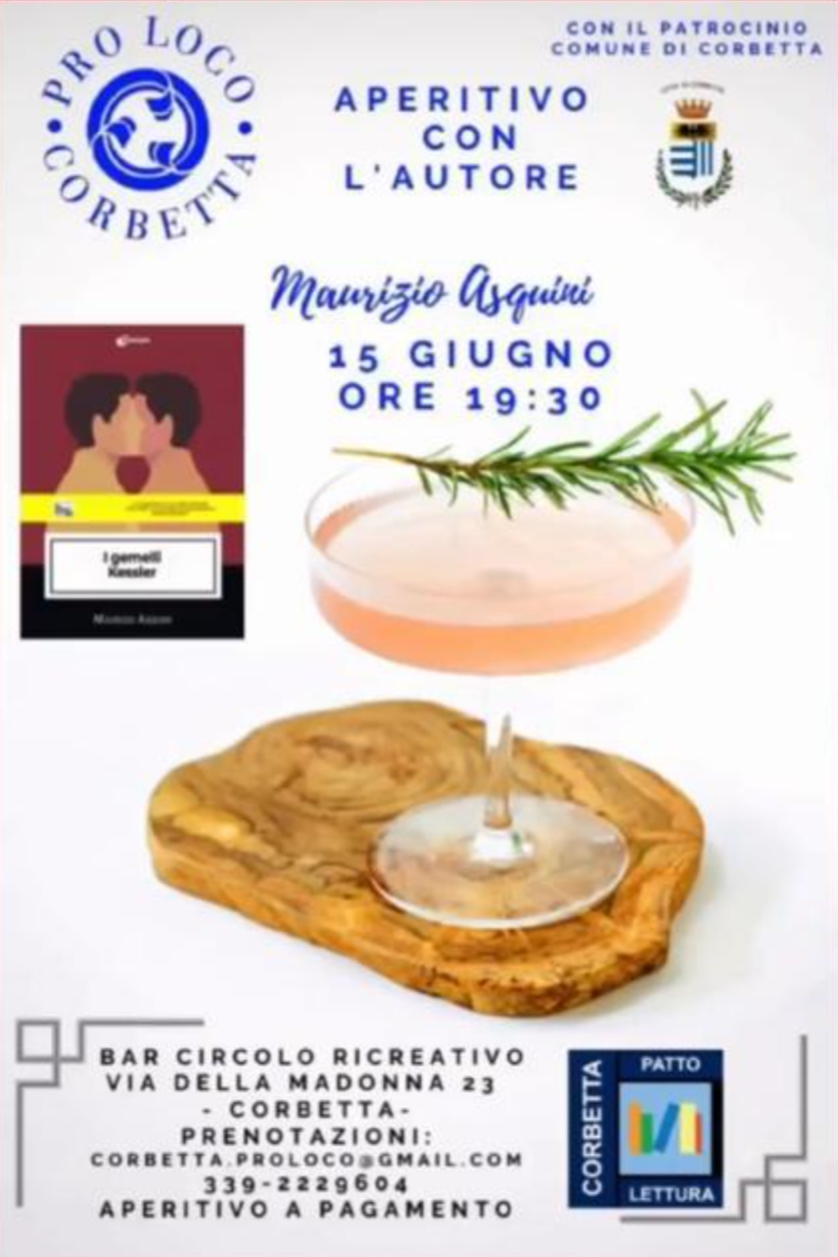 PRO LOCO
CORBETTA
CON IL PATROCINIO
COMUNE DI CORBETTA
APERITIVO
CON
L'AUTORE
Maurizio Asquini
15 GIUGNO
ORE 19:30
I gemelli
Kessler
Maurizio Asquini
BAR CIRCOLO RICREATIVO
VIA DELLA MADONNA 23
- CORBETTA-
PRENOTAZIONI:
CORBETTA.PROLOCO@GMAIL.COM
339-2229604
APERITIVO A PAGAMENTO
CORBETTA
PATTO
LETTURA